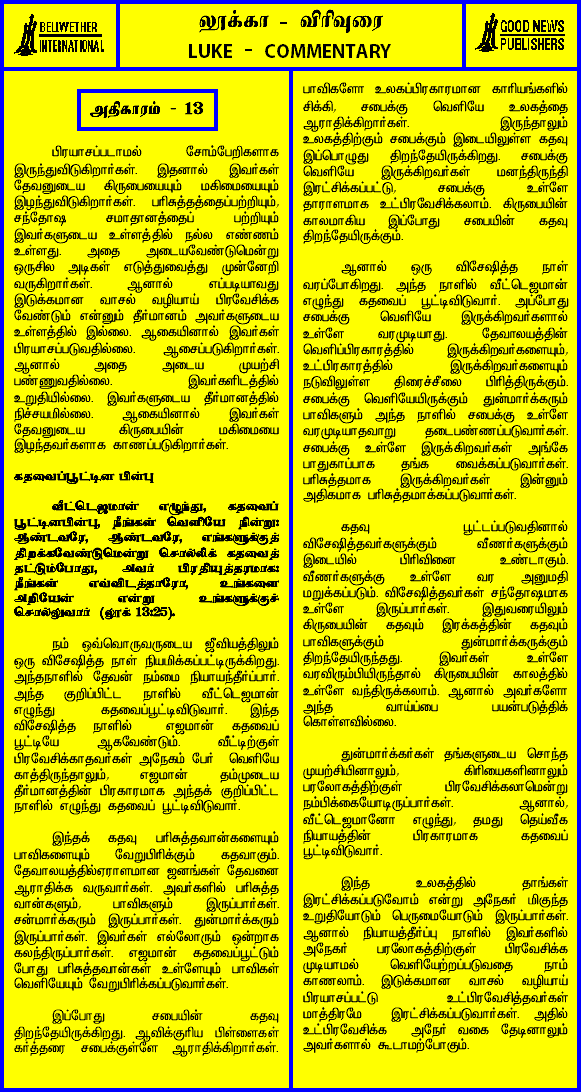 BELIWETHER
INTERNATIONAL
லூக்கா - விரிவுரை
LUKE - COMMENTARY
GOOD NEWS
PUBLISHERS
அதிகாரம் - 13
பிரயாசப்படாமல் சோம்பேறிகளாக
இருந்துவிடுகிறார்கள். இதனால் இவர்கள்
தேவனுடைய கிருபையையும் மகிமையையும்
இழந்துவிடுகிறார்கள். பரிசுத்தத்தைப்பற்றியும்,
சந்தோஷ சமாதானத்தைப் பற்றியும்
இவர்களுடைய உள்ளத்தில் நல்ல எண்ணம்
உள்ளது. அதை அடையவேண்டுமென்று
ஒருசில அடிகள் எடுத்துவைத்து முன்னேறி
வருகிறார்கள். ஆனால் எப்படியாவது
இடுக்கமான வாசல் வழியாய் பிரவேசிக்க
வேண்டும் என்னும் தீர்மானம் அவர்களுடைய
உள்ளத்தில் இல்லை. ஆகையினால் இவர்கள்
பிரயாசப்படுவதில்லை. ஆசைப்படுகிறார்கள்.
ஆனால் அதை அடைய முயற்சி
பண்ணுவதில்லை. இவர்களிடத்தில்
உறுதியில்லை. இவர்களுடைய தீர்மானத்தில்
நிச்சயமில்லை. ஆகையினால் இவர்கள்
தேவனுடைய கிருபையின் மகிமையை
இழந்தவர்களாக காணப்படுகிறார்கள்.
கதவைப்பூட்டின பின்பு
வீட்டெஜமான் எழுந்து, கதவைப்
பூட்டினபின்பு, நீங்கள் வெளியே நின்று:
ஆண்டவரே, ஆண்டவரே, எங்களுக்குத்
திறக்கவேண்டுமென்று சொல்லிக் கதவைத்
தட்டும்போது, அவர் பிரதியுத்தரமாக:
நீங்கள் எவ்விடத்தாரோ, உங்களை
அறியேன் என்று உங்களுக்குச்
சொல்லுவார் (லூக் 13:25).
நம் ஒவ்வொருவருடைய ஜீவியத்திலும்
ஒரு விசேஷித்த நாள் நியமிக்கப்பட்டிருக்கிறது.
அந்தநாளில் தேவன் நம்மை நியாயந்தீர்ப்பார்.
அந்த குறிப்பிட்ட நாளில் வீட்டெஜமான்
எழுந்து கதவைப்பூட்டிவிடுவார். இந்த
விசேஷித்த நாளில் எஜமான் கதவைப்
பூட்டியே ஆகவேண்டும். வீட்டிற்குள்
பிரவேசிக்காதவர்கள் அநேகம் பேர் வெளியே
காத்திருந்தாலும், எஜமான் தம்முடைய
தீர்மானத்தின் பிரகாரமாக அந்தக் குறிப்பிட்ட
நாளில் எழுந்து கதவைப் பூட்டிவிடுவார்.
இந்தக் கதவு பரிசுத்தவான்களையும்
பாவிகளையும் வேறுபிரிக்கும் கதவாகும்.
தேவாலயத்தில்ஏராளமான ஜனங்கள் தேவனை
ஆராதிக்க வருவார்கள். அவர்களில் பரிசுத்த
வான்களும், பாவிகளும் இருப்பார்கள்.
சன்மார்க்கரும் இருப்பார்கள். துன்மார்க்கரும்
இருப்பார்கள். இவர்கள் எல்லோரும் ஒன்றாக
கலந்திருப்பார்கள். எஜமான் கதவைப்பூட்டும்
போது பரிசுத்தவான்கள் உள்ளேயும் பாவிகள்
வெளியேயும் வேறுபிரிக்கப்படுவார்கள்.
இப்போது சபையின் கதவு
திறந்தேயிருக்கிறது. ஆவிக்குரிய பிள்ளைகள்
கர்த்தரை சபைக்குள்ளே ஆராதிக்கிறார்கள்.
பாவிகளோ உலகப்பிரகாரமான காரியங்களில்
சிக்கி, சபைக்கு வெளியே உலகத்தை
ஆராதிக்கிறார்கள். இருந்தாலும்
உலகத்திற்கும் சபைக்கும் இடையிலுள்ள கதவு
இப்பொழுது திறந்தேயிருக்கிறது. சபைக்கு
வெளியே இருக்கிறவர்கள் மனந்திருந்தி
இரட்சிக்கப்பட்டு, சபைக்கு உள்ளே
தாராளமாக உட்பிரவேசிக்கலாம். கிருபையின்
காலமாகிய இப்போது சபையின் கதவு
திறந்தேயிருக்கும்.
ஆனால் ஒரு விசேஷித்த நாள்
வரப்போகிறது. அந்த நாளில் வீட்டெஜமான்
எழுந்து கதவைப் பூட்டிவிடுவார். அப்போது
சபைக்கு வெளியே இருக்கிறவர்களால்
உள்ளே வரமுடியாது. தேவாலயத்தின்
வெளிப்பிரகாரத்தில் இருக்கிறவர்களையும்,
உட்பிரகாரத்தில் இருக்கிறவர்களையும்
நடுவிலுள்ள திரைச்சீலை பிரித்திருக்கும்.
சபைக்கு வெளியேயிருக்கும் துன்மார்க்கரும்
பாவிகளும் அந்த நாளில் சபைக்கு உள்ளே
வரமுடியாதவாறு தடைபண்ணப்படுவார்கள்.
சபைக்கு உள்ளே இருக்கிறவர்கள் அங்கே
பாதுகாப்பாக தங்க வைக்கப்படுவார்கள்.
பரிசுத்தமாக இருக்கிறவர்கள் இன்னும்
அதிகமாக பரிசுத்தமாக்கப்படுவார்கள்.
கதவு பூட்டப்படுவதினால்
விசேஷித்தவர்களுக்கும் வீணர்களுக்கும்
இடையில் பிரிவினை உண்டாகும்.
வீணர்களுக்கு உள்ளே வர அனுமதி
மறுக்கப்படும். விசேஷித்தவர்கள் சந்தோஷமாக
உள்ளே இருப்பார்கள். இதுவரையிலும்
கிருபையின் கதவும் இரக்கத்தின் கதவும்
பாவிகளுக்கும் துன்மார்க்கருக்கும்
திறந்தேயிருந்தது. இவர்கள் உள்ளே
வரவிரும்பியிருந்தால் கிருபையின் காலத்தில்
உள்ளே வந்திருக்கலாம். ஆனால் அவர்களோ
அந்த வாய்ப்பை பயன்படுத்திக்
கொள்ளவில்லை.
துன்மார்க்கர்கள் தங்களுடைய சொந்த
முயற்சியினாலும், கிரியைகளினாலும்
பரலோகத்திற்குள் பிரவேசிக்கலாமென்று
நம்பிக்கையோடிருப்பார்கள். ஆனால்,
வீட்டெஜமானோ எழுந்து, தமது தெய்வீக
நியாயத்தின் பிரகாரமாக கதவைப்
பூட்டிவிடுவார்.
இந்த உலகத்தில் தாங்கள்
இரட்சிக்கப்படுவோம் என்று அநேகர் மிகுந்த
உறுதியோடும் பெருமையோடும் இருப்பார்கள்.
ஆனால் நியாயத்தீர்ப்பு நாளில் இவர்களில்
அநேகர் பரலோகத்திற்குள் பிரவேசிக்க
முடியாமல் வெளியேற்றப்படுவதை நாம்
காணலாம். இடுக்கமான வாசல் வழியாய்
பிரயாசப்பட்டு உட்பிரவேசித்தவர்கள்
மாத்திரமே இரட்சிக்கப்படுவார்கள். அதில்
உட்பிரவேசிக்க அநேர் வகை தேடினாலும்
அவர்களால் கூடாமற்போகும்.